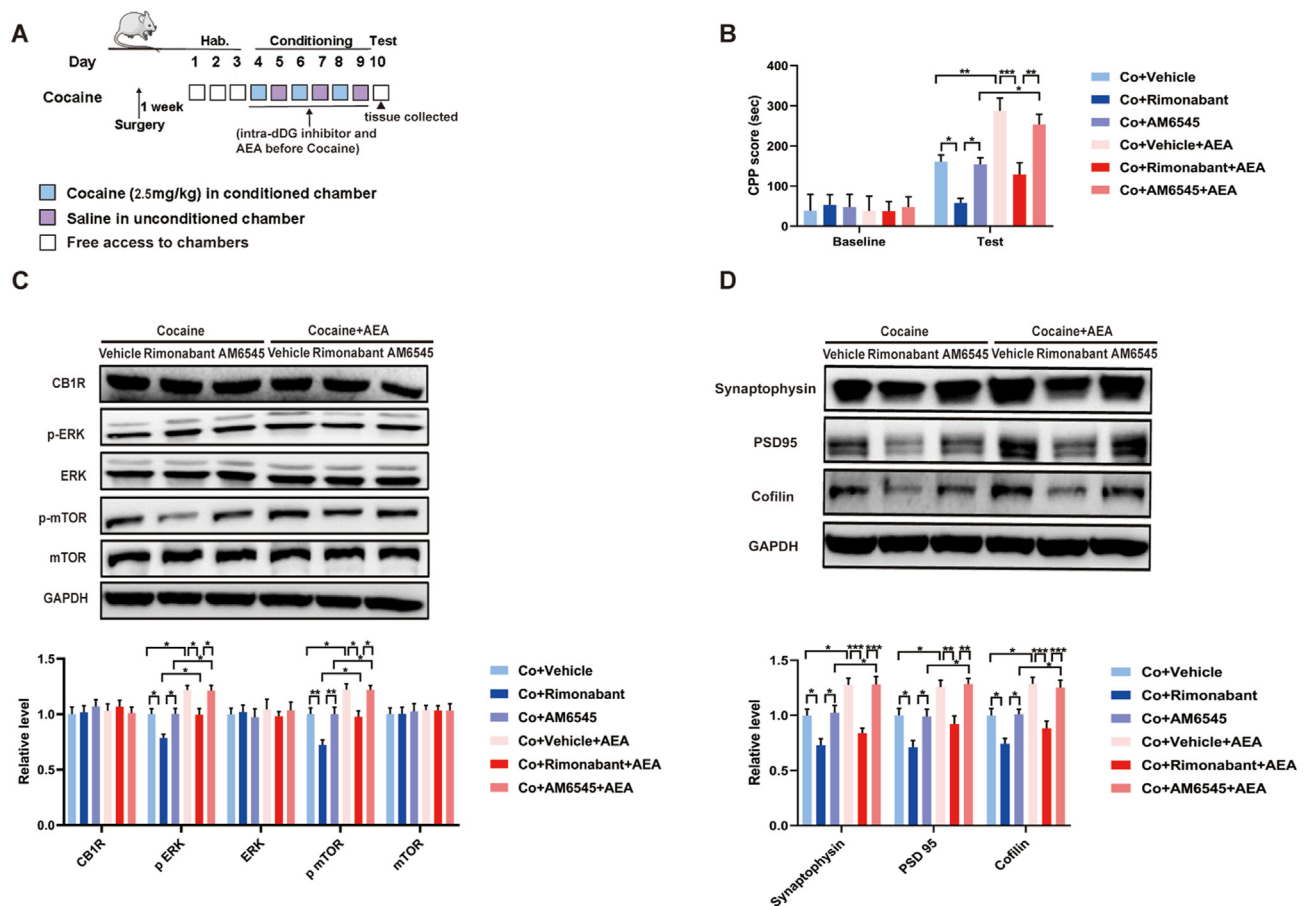 A
Hab. Conditioning Test
Day 1 2 3 4 5 6 7 8 9 10
Cocaine
1 week
Surgery
tissue collected
(intra-dDG inhibitor and
AEA before Cocaine)
Cocaine (2.5mg/kg) in conditioned chamber
Saline in unconditioned chamber
Free access to chambers
B
CPP score (sec)
400
300
200
100
0
** *** **
*
* *
Baseline Test
Co+Vehicle
Co+Rimonabant
Co+AM6545
Co+Vehicle+AEA
Co+Rimonabant+AEA
Co+AM6545+AEA
C
Cocaine Cocaine+AEA
Vehicle Rimonabant AM6545 Vehicle Rimonabant AM6545
CB1R
p-ERK
ERK
p-mTOR
mTOR
GAPDH
Relative level
1.5
1.0
0.5
0.0
* * * * * *
* *
* *
* * ** **
CB1R p ERK ERK p mTOR mTOR
Co+Vehicle
Co+Rimonabant
Co+AM6545
Co+Vehicle+AEA
Co+Rimonabant+AEA
Co+AM6545+AEA
D
Cocaine Cocaine+AEA
Vehicle Rimonabant AM6545 Vehicle Rimonabant AM6545
Synaptophysin
PSD95
Cofilin
GAPDH
Relative level
1.5
1.0
0.5
0.0
* *** *** * ** ** * *** ***
* * *
* * * * * *
Synaptophysin PSD 95 Cofilin
Co+Vehicle
Co+Rimonabant
Co+AM6545
Co+Vehicle+AEA
Co+Rimonabant+AEA
Co+AM6545+AEA